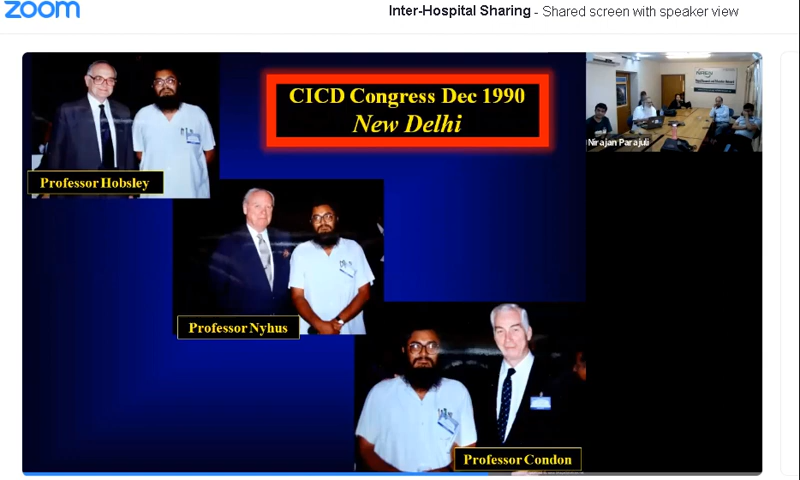 zoom
Inter-Hospital Sharing - Shared screen with speaker view
CICD Congress Dec 1990
New Delhi
Professor Hobsley
Nirajan Parajuli
Professor Nyhus
Professor Condon